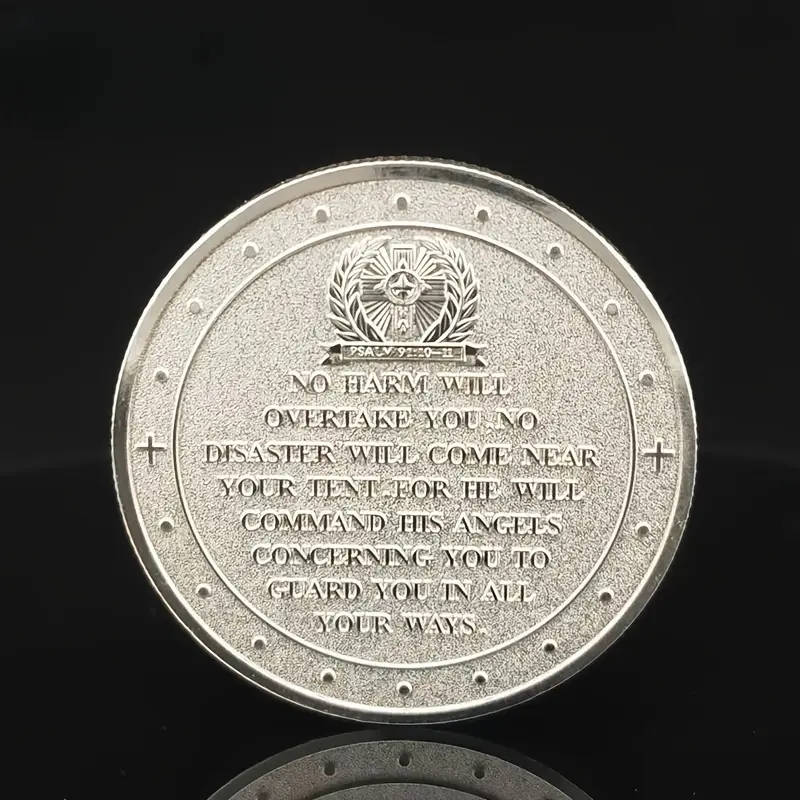 PSALM 91:10-11
NO HARM WILL
OVERTAKE YOU, NO
DISASTER WILL COME NEAR
YOUR TENT. FOR HE WILL
COMMAND HIS ANGELS
CONCERNING YOU TO
GUARD YOU IN ALL
YOUR WAYS.